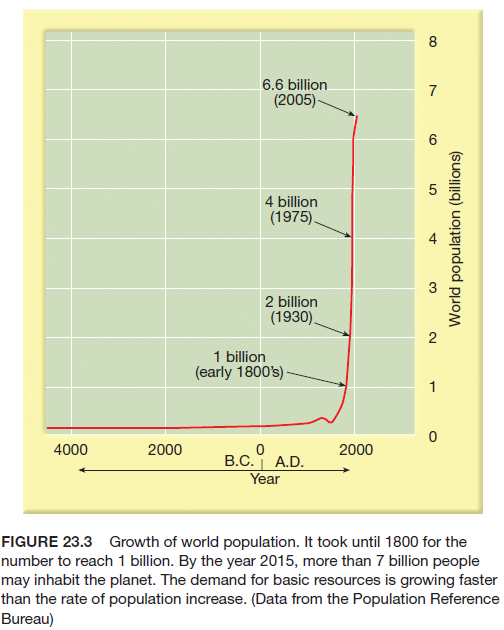 8
6.6 billion
(2005)
7
6
5
4 billion
(1975)
4
World population (billions)
3
2 billion
(1930)
2
1 billion
(early 1800's)
1
0
4000 2000 0 2000
B.C. A.D.
Year
FIGURE 23.3 Growth of world population. It took until 1800 for the
number to reach 1 billion. By the year 2015, more than 7 billion people
may inhabit the planet. The demand for basic resources is growing faster
than the rate of population increase. (Data from the Population Reference
Bureau)